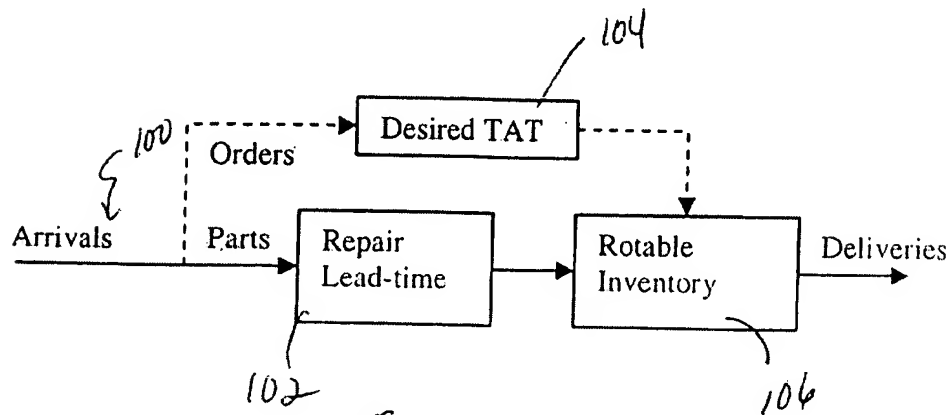 104
Desired TAT
100
Orders
Arrivals
Parts
Repair
Lead-time
Rotable
Inventory
Deliveries
102
106